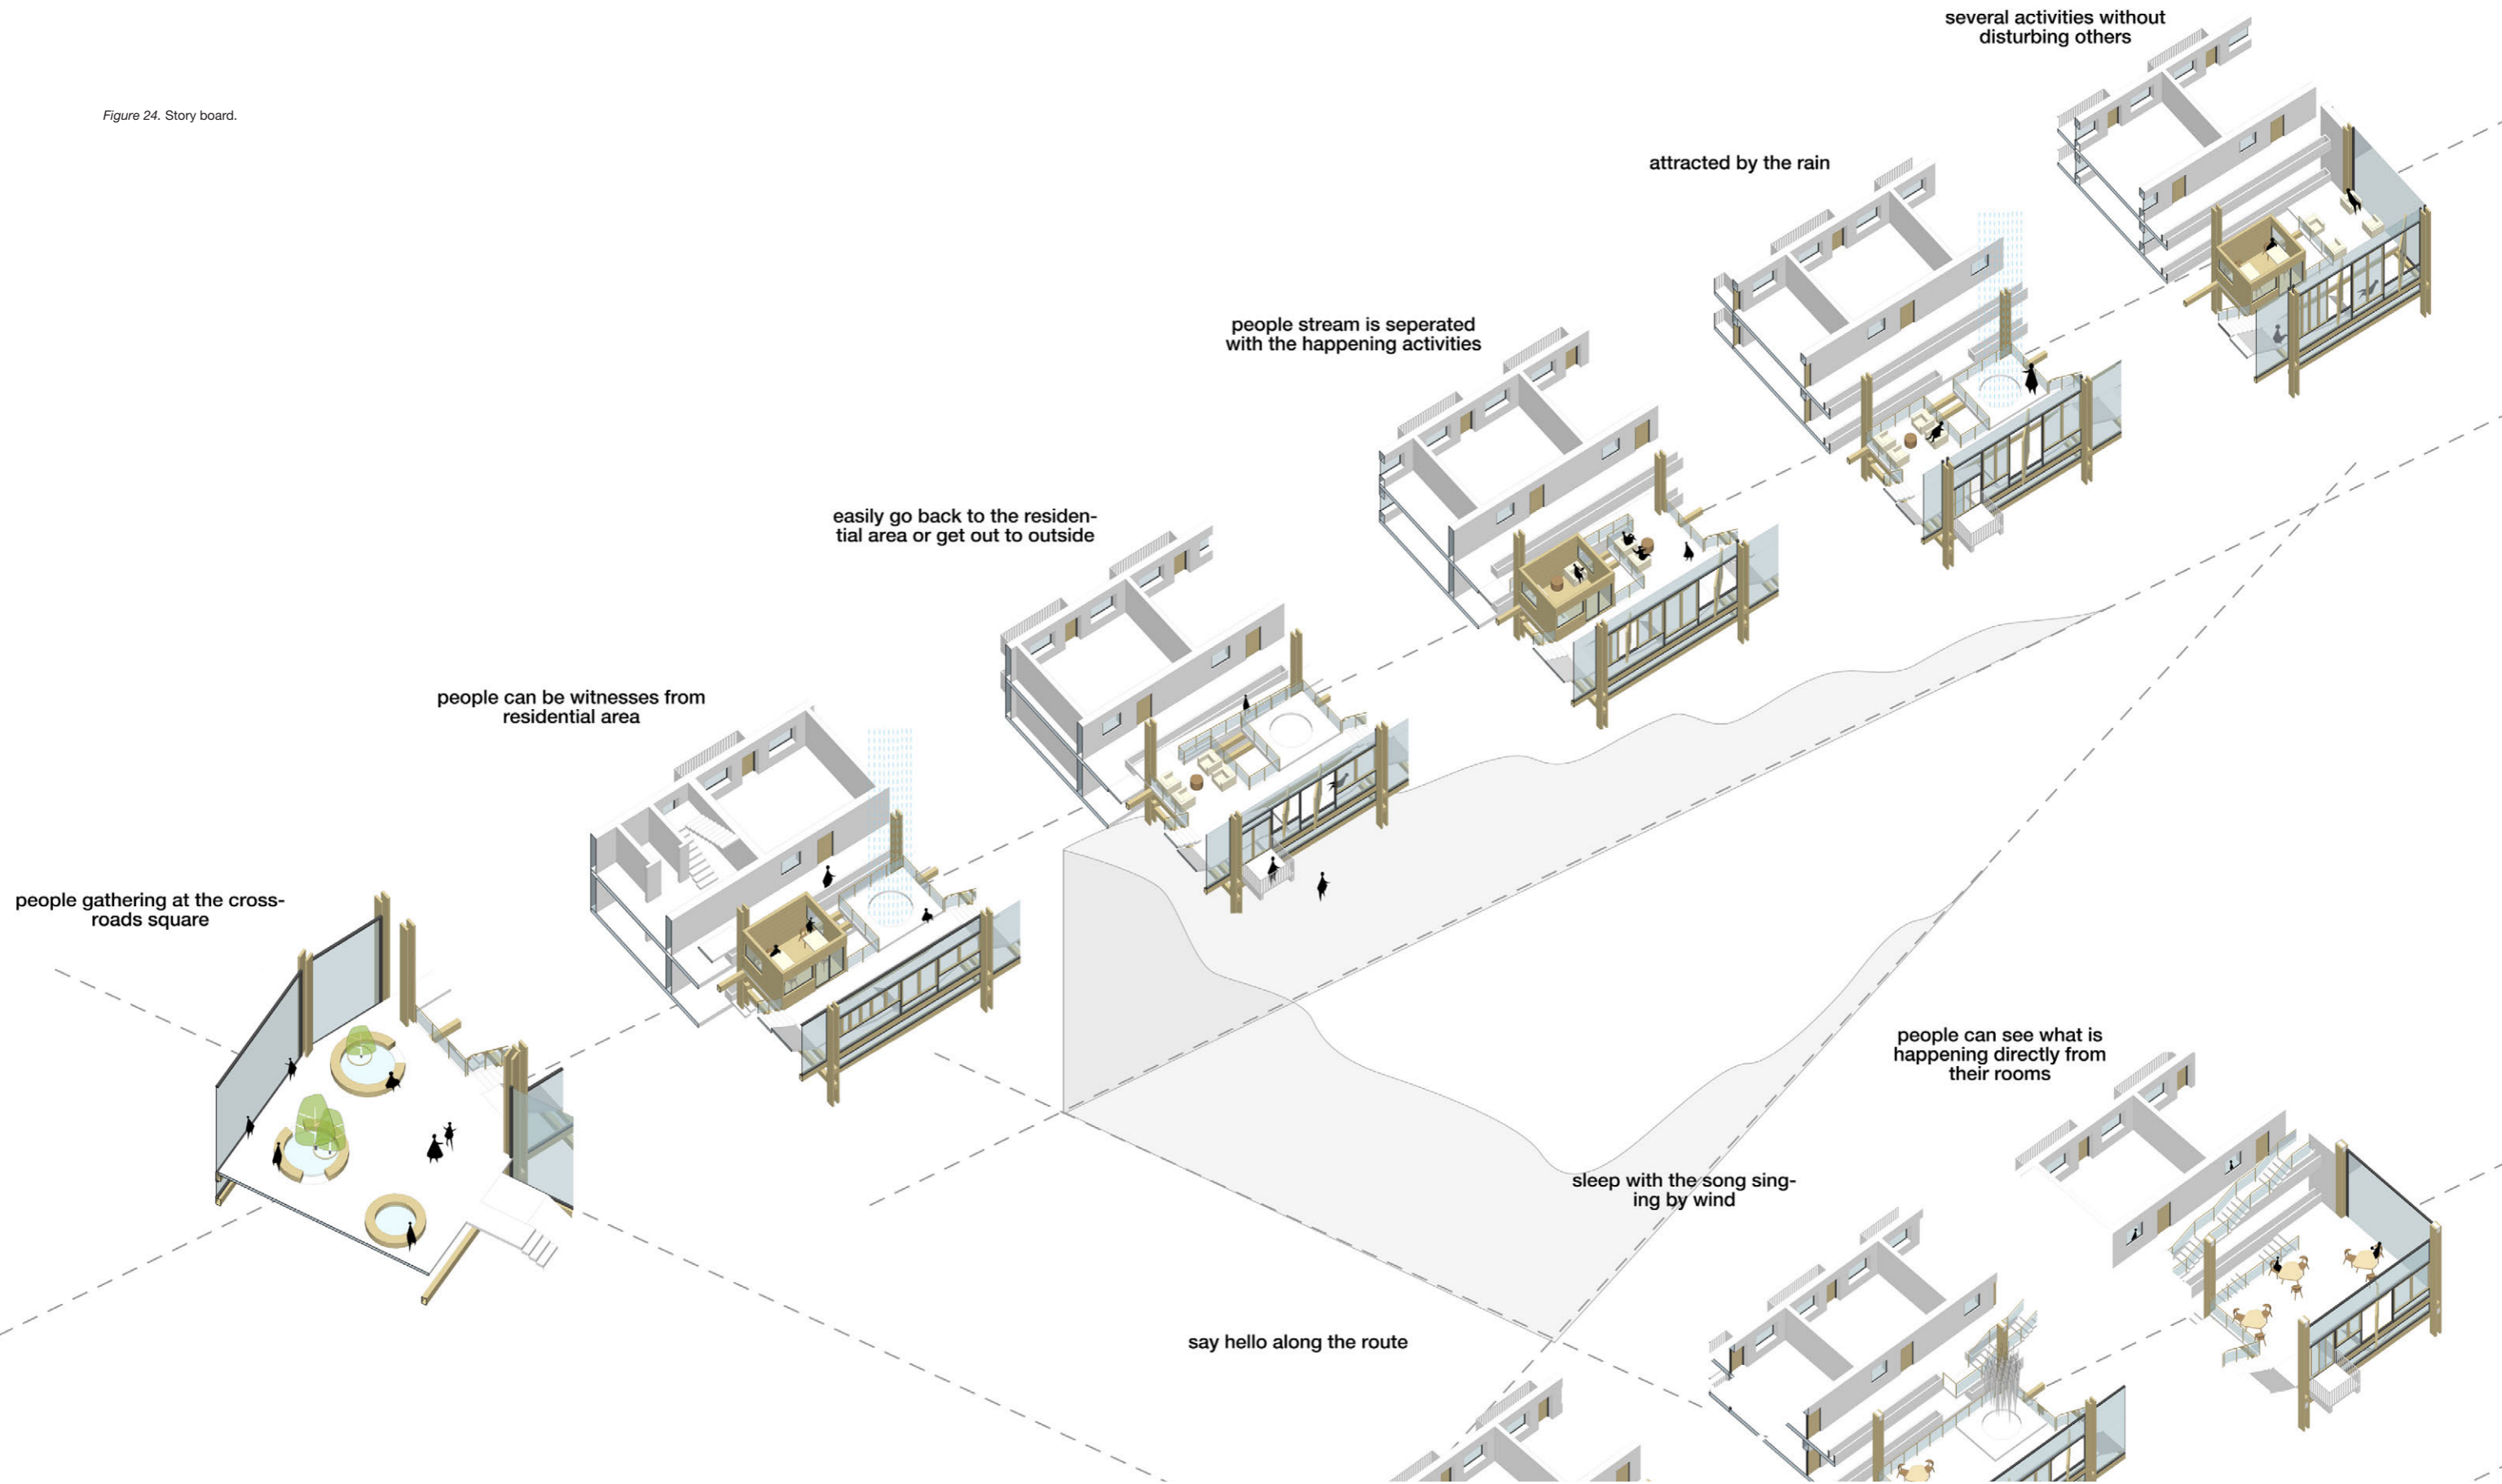 several activities without
disturbing others
Figure 24. Story board.
attracted by the rain
people stream is seperated
with the happening activities
easily go back to the residen-
tial area or get out to outside
people can be witnesses from
residential area
people gathering at the cross-
roads square
people can see what is
happening directly from
their rooms
sleep with the song sing-
ing by wind
say hello along the route